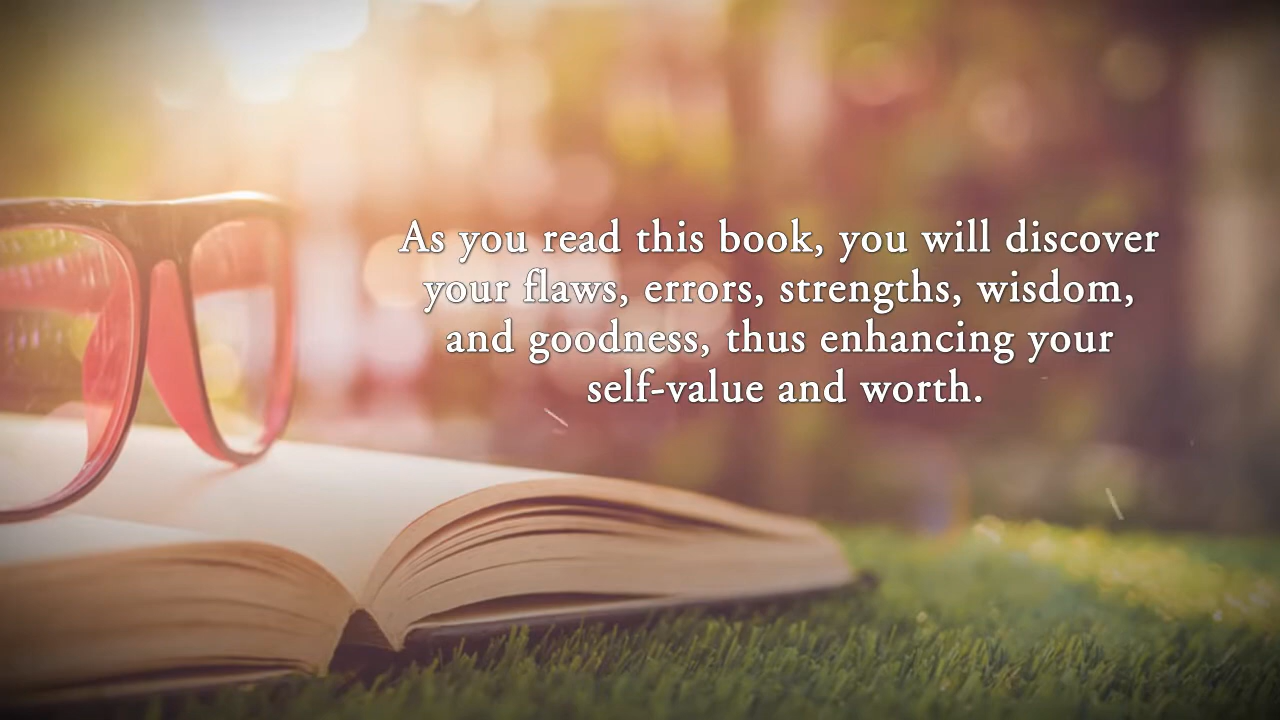 As you read this book, you will discover
your flaws, errors, strengths, wisdom,
and goodness, thus enhancing your
self-value and worth.